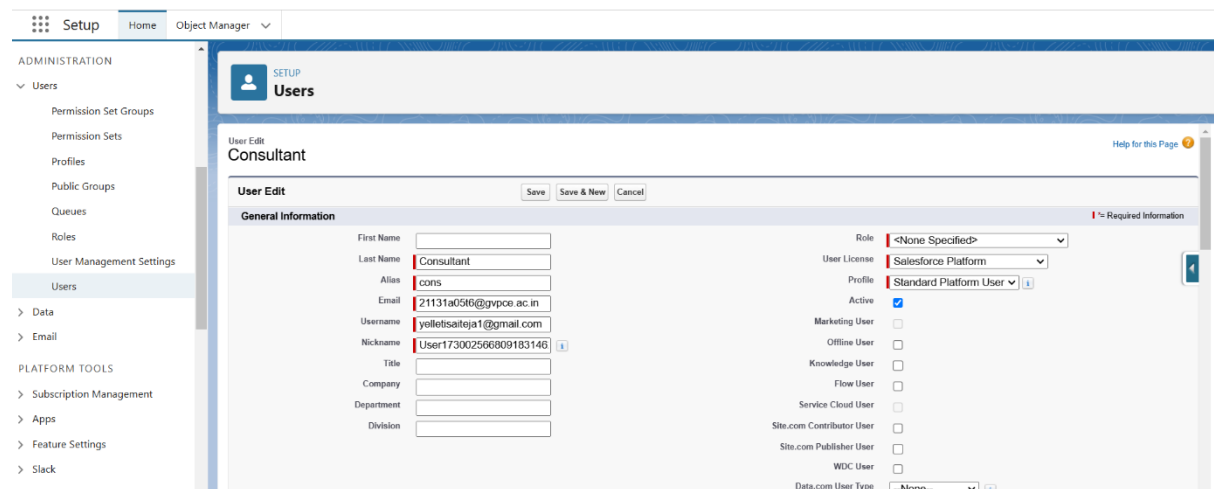 Setup Home Object Manager
ADMINISTRATION
Users
Permission Set Groups
Permission Sets
Profiles
Public Groups
Queues
Roles
User Management Settings
Users
Data
Email
PLATFORM TOOLS
Subscription Management
Apps
Feature Settings
Slack
SETUP
Users
User Edit
Consultant
Help for this Page ?
User Edit Save Save & New Cancel
General Information * = Required Information
First Name
Last Name Consultant
Alias cons
Email 21131a05t6@gvpce.ac.in
Username yelletisaiteja1@gmail.com
Nickname User173002566809183146 i
Title
Company
Department
Division
Role <None Specified>
User License Salesforce Platform
Profile Standard Platform User i
Active
Marketing User
Offline User
Knowledge User
Flow User
Service Cloud User
Site.com Contributor User
Site.com Publisher User
WDC User
Data.com User Type --None-- i